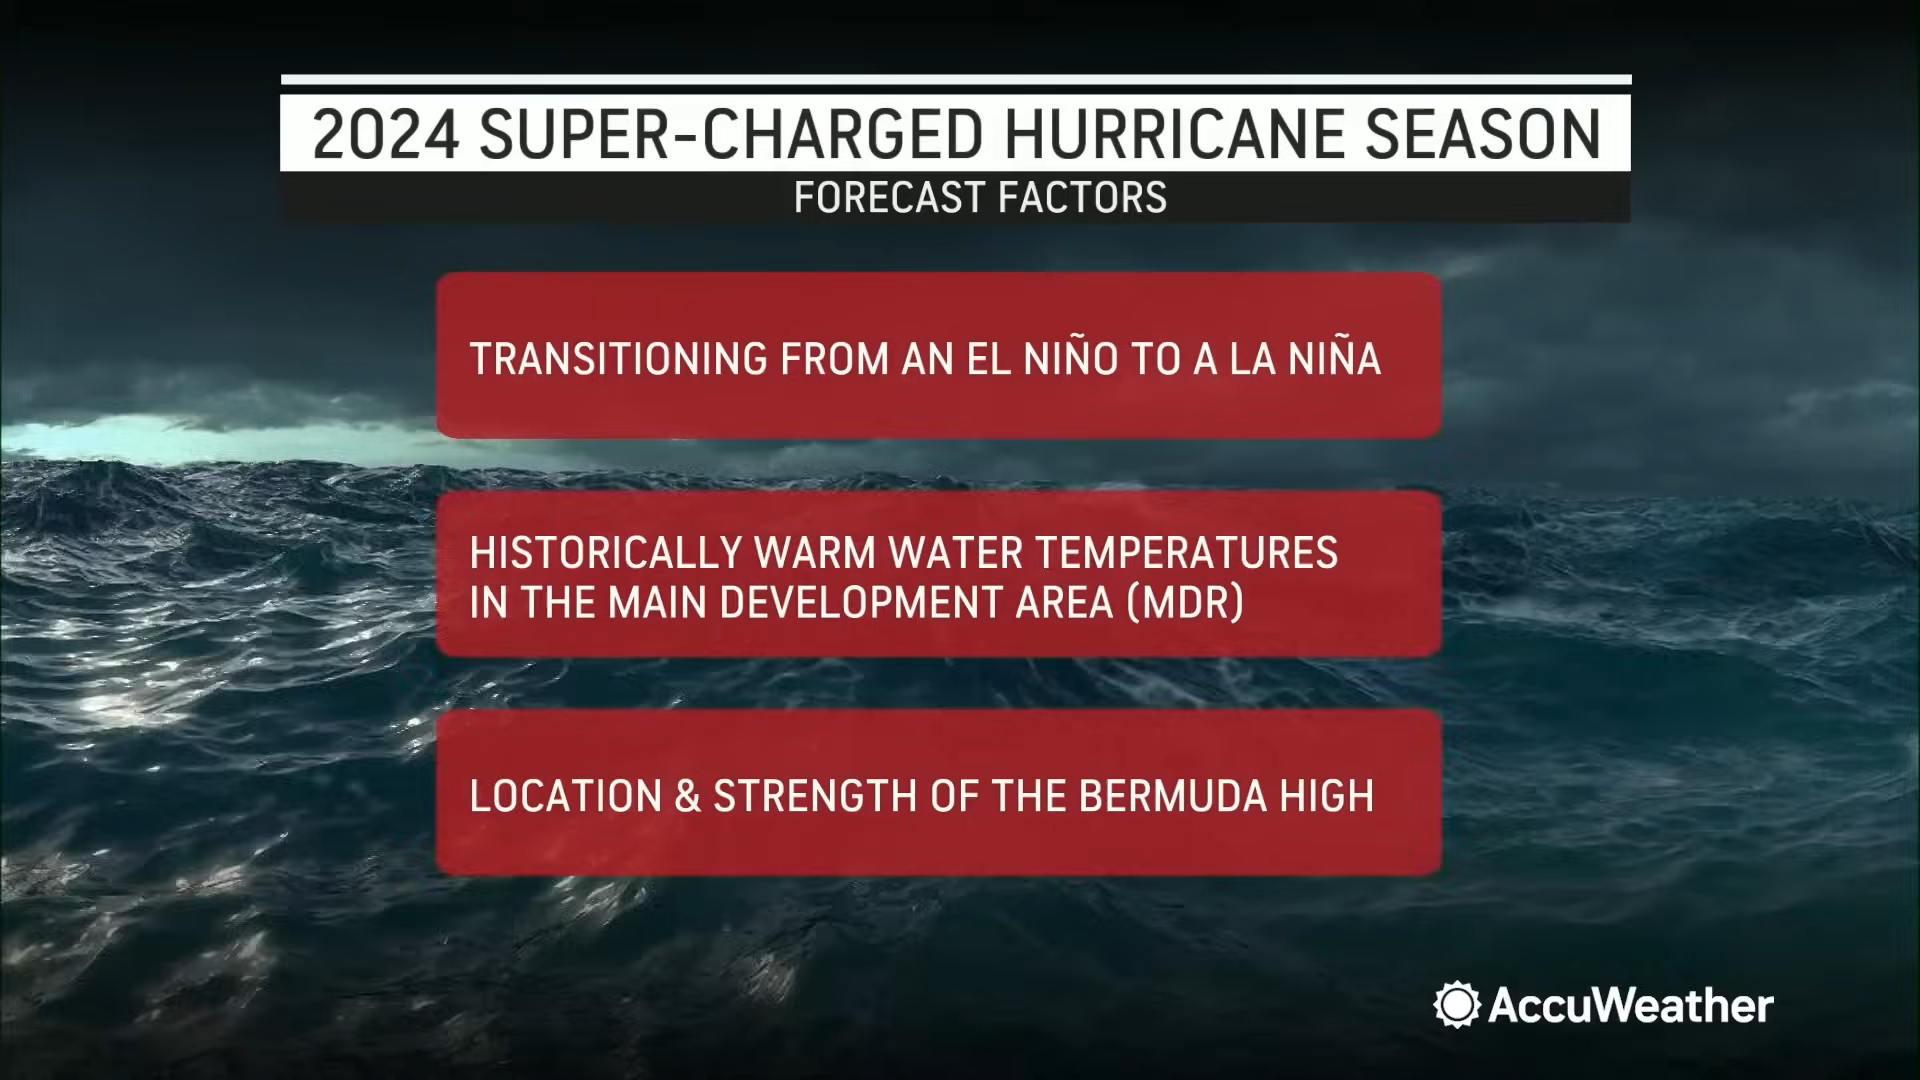 2024 SUPER-CHARGED HURRICANE SEASON
FORECAST FACTORS
TRANSITIONING FROM AN EL NIÑO TO A LA NIÑA
HISTORICALLY WARM WATER TEMPERATURES
IN THE MAIN DEVELOPMENT AREA (MDR)
LOCATION & STRENGTH OF THE BERMUDA HIGH
AccuWeather